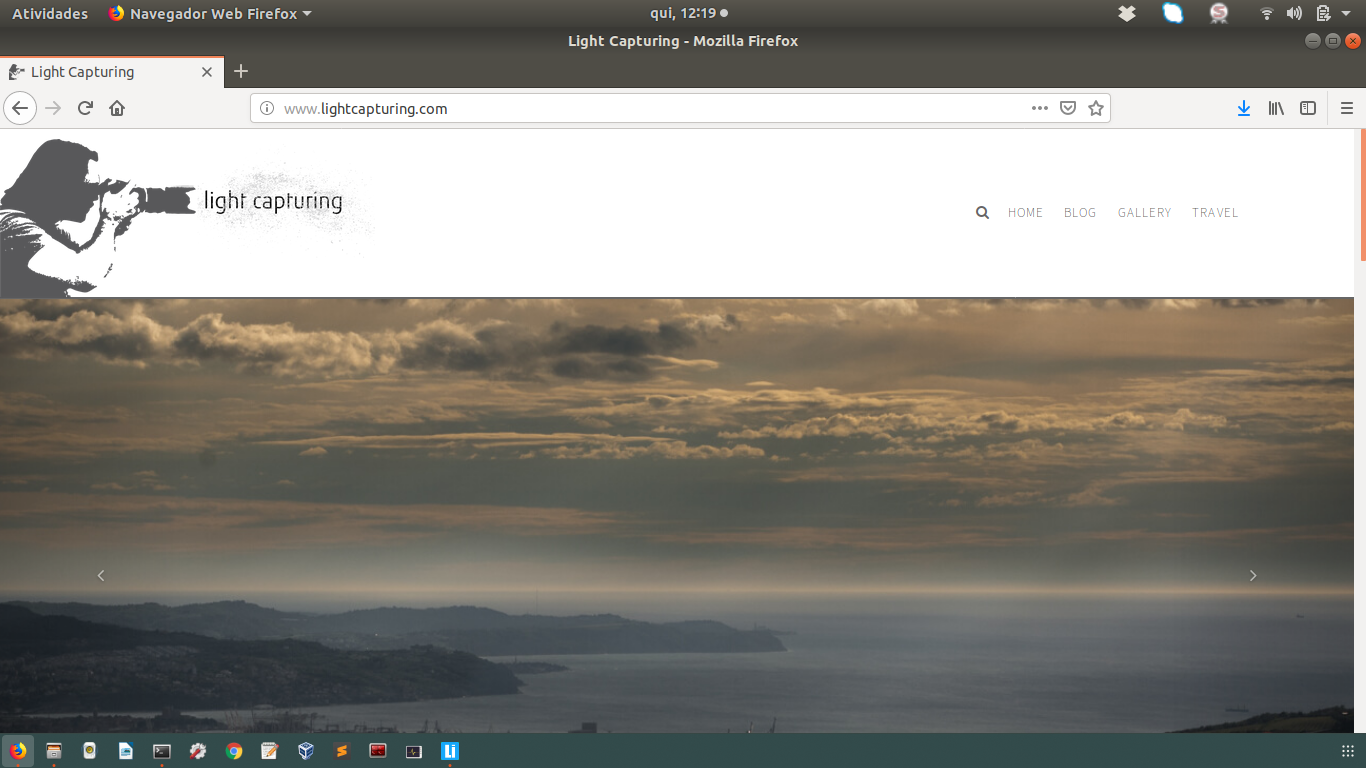 Atividades Navegador Web Firefox qui, 12:19
Light Capturing - Mozilla Firefox
Light Capturing
www.lightcapturing.com
light capturing
HOME BLOG GALLERY TRAVEL
Li